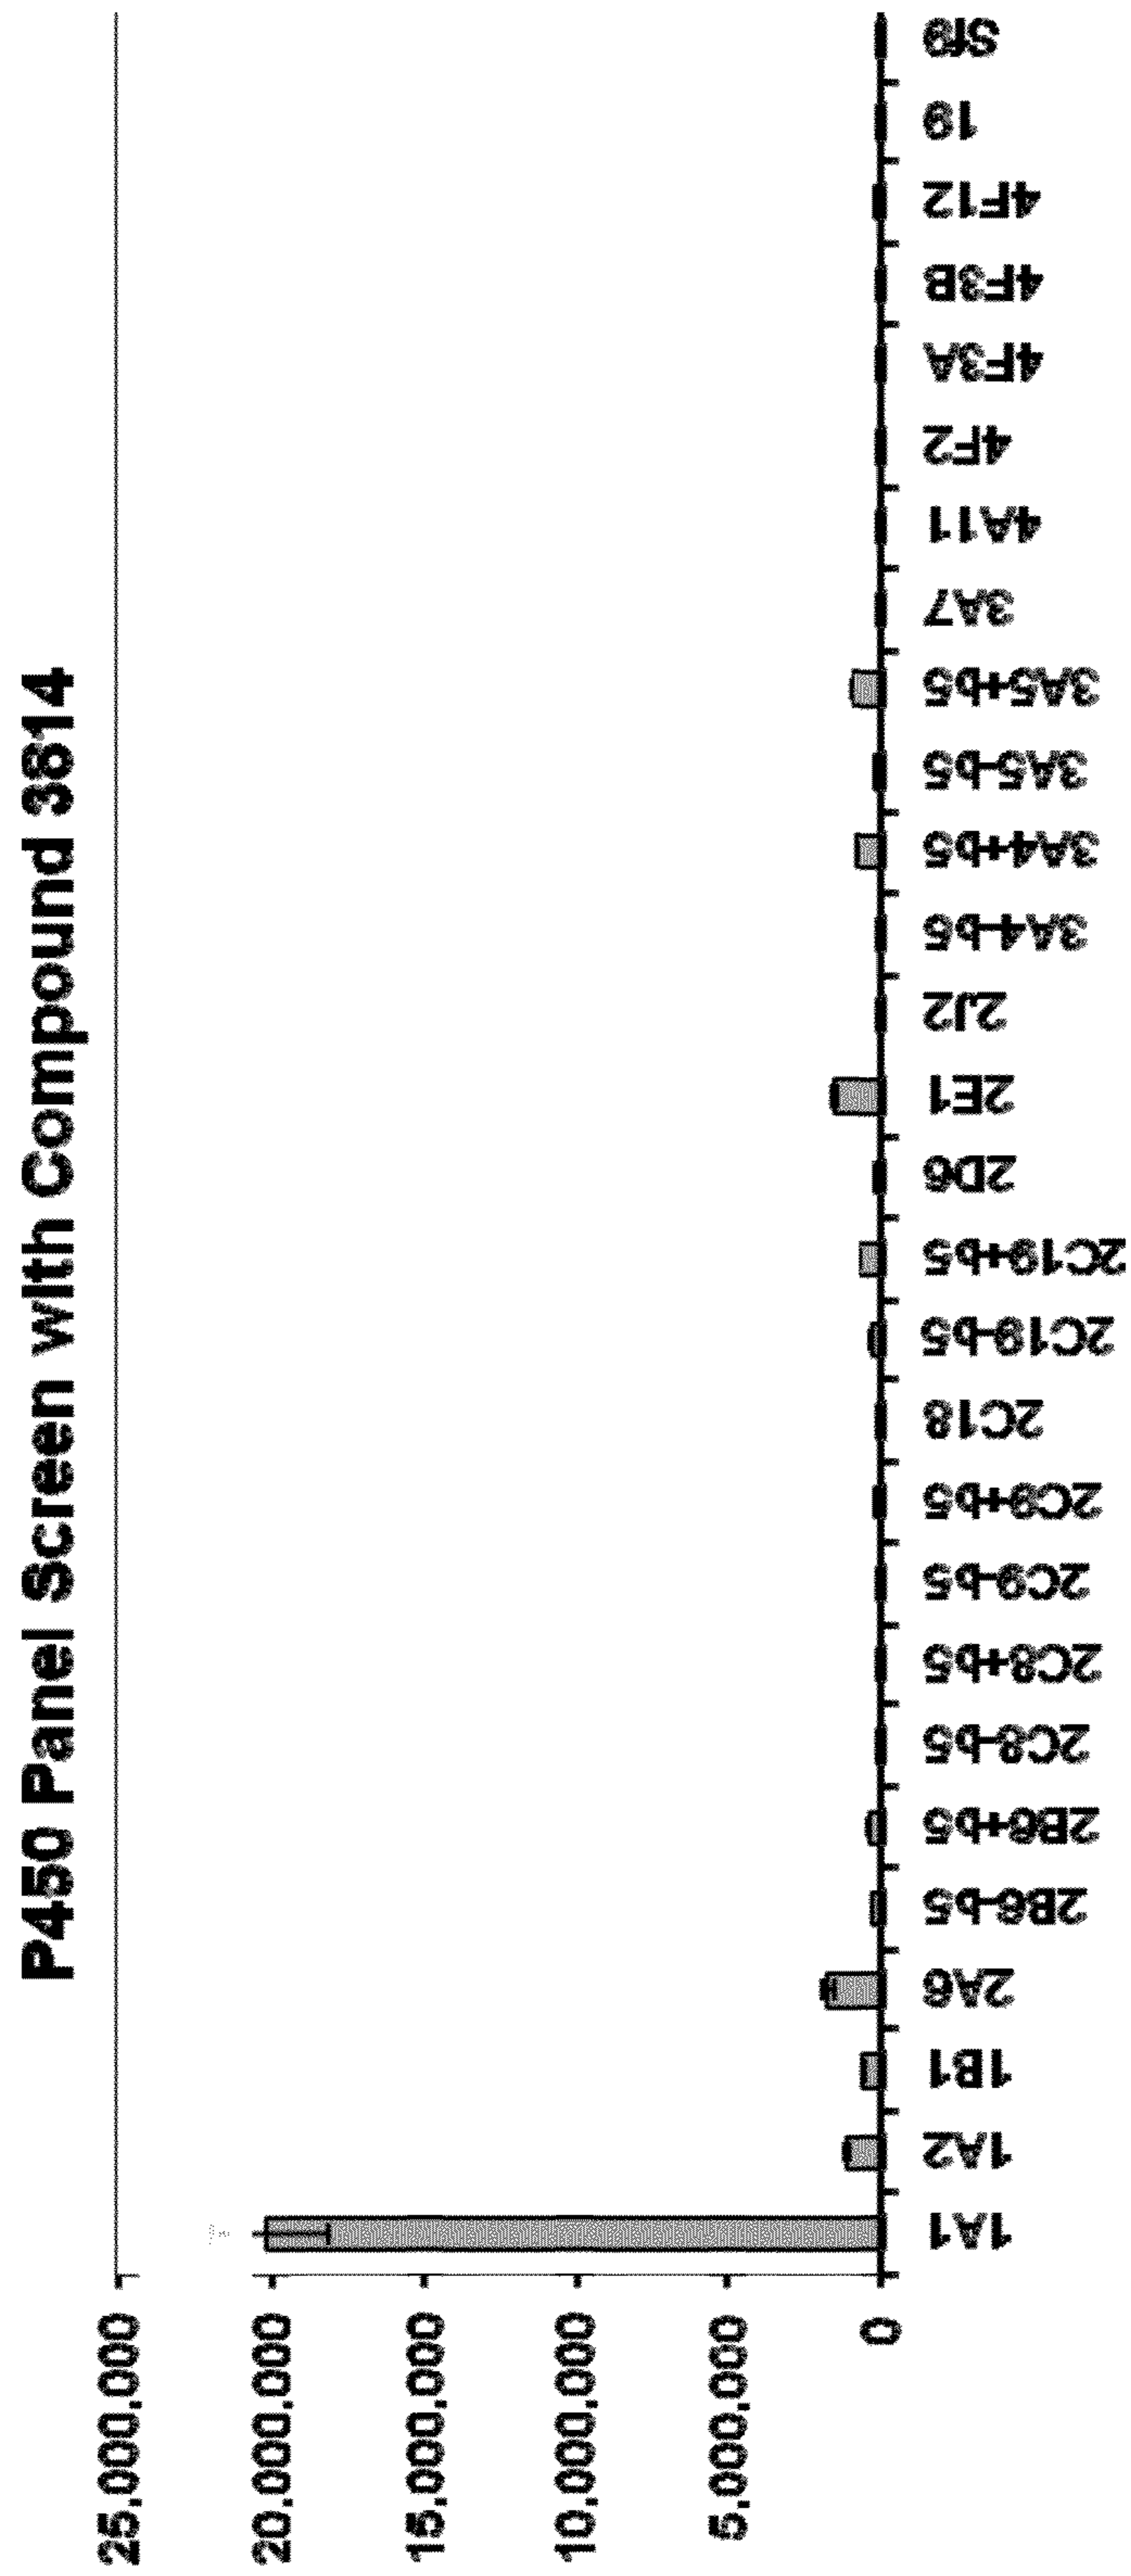 P450 Panel Screen with Compound 3814
25.000.000
20.000.000
15.000.000
10.000.000
5.000.000
0
1A1
1A2
1B1
2A6
2B6-b5
2B6+b5
2C8-b5
2C8+b5
2C9-b5
2C9+b5
2C18
2C19-b5
2C19+b5
2D6
2E1
2J2
3A4-b5
3A4+b5
3A5-b5
3A5+b5
3A7
4A11
4F2
4F3A
4F3B
4F12
19
Sf9